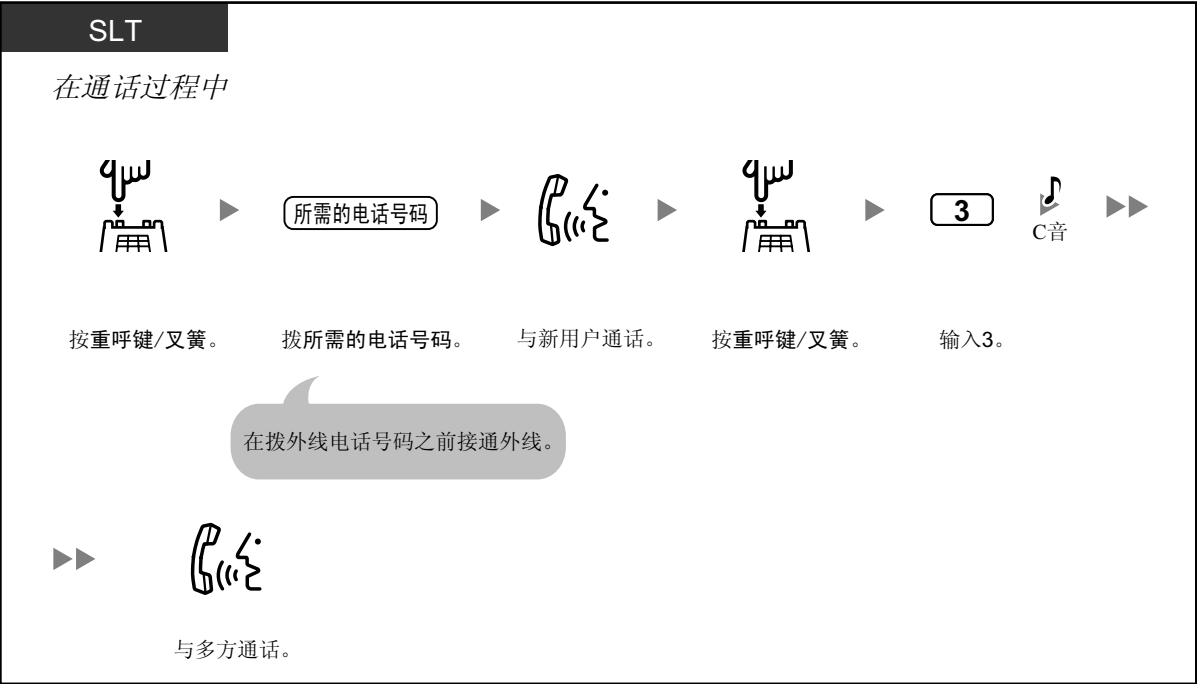 SLT
在通话过程中
所需的电话号码
3
C音
按重呼键/叉簧。
拨所需的电话号码。
与新用户通话。
按重呼键/叉簧。
输入3。
在拨外线电话号码之前接通外线。
与多方通话。